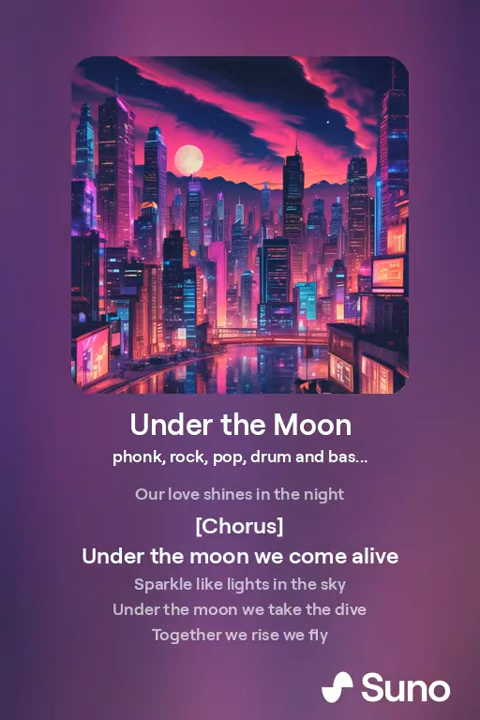 Under the Moon
phonk, rock, pop, drum and bas...
Our love shines in the night
[Chorus]
Under the moon we come alive
Sparkle like lights in the sky
Under the moon we take the dive
Together we rise we fly
Suno